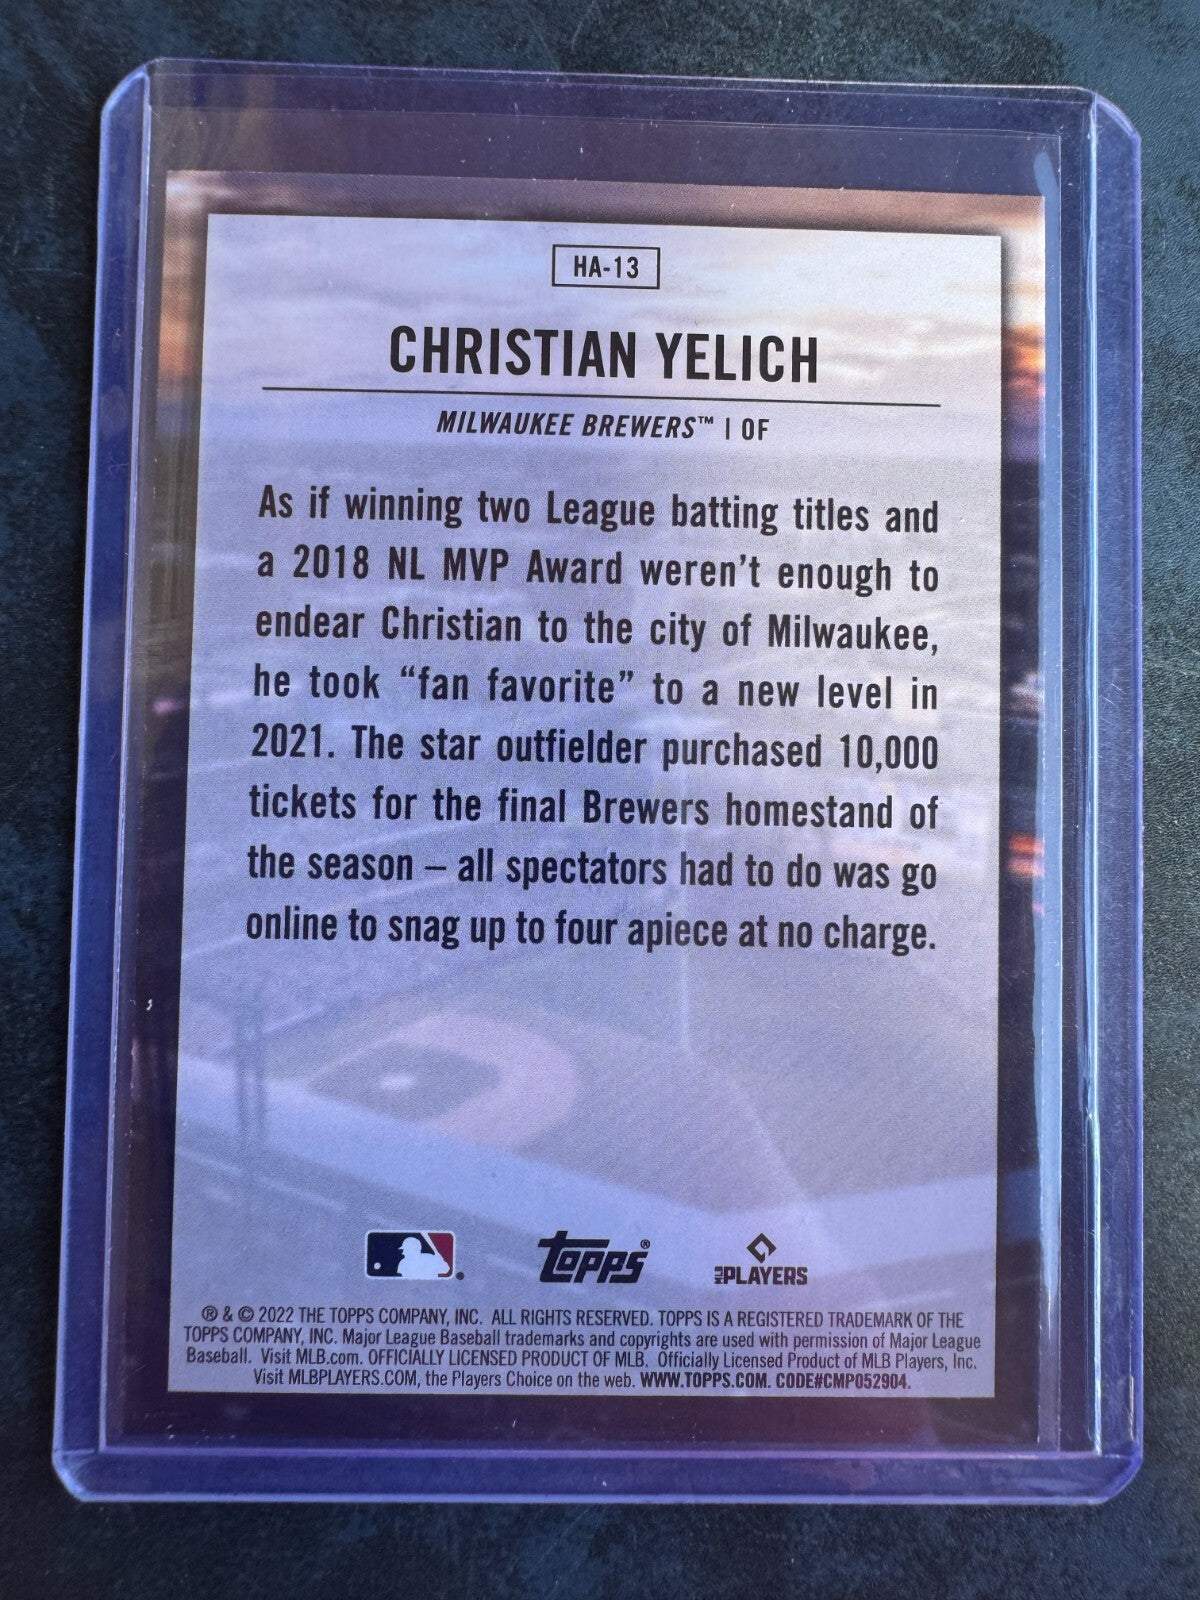 HA-13
CHRISTIAN YELICH
MILWAUKEE BREWERS™ | OF
As if winning two League batting titles and
a 2018 NL MVP Award weren't enough to
endear Christian to the city of Milwaukee,
he took “fan favorite” to a new level in
2021. The star outfielder purchased 10,000
tickets for the final Brewers homestand of
the season – all spectators had to do was go
online to snag up to four apiece at no charge.
® topps® MLB PLAYERS
® & © 2022 THE TOPPS COMPANY, INC. ALL RIGHTS RESERVED. TOPPS IS A REGISTERED TRADEMARK OF THE
TOPPS COMPANY, INC. Major League Baseball trademarks and copyrights are used with permission of Major League
Baseball. Visit MLB.com. OFFICIALLY LICENSED PRODUCT OF MLB. Officially Licensed Product of MLB Players, Inc.
Visit MLBPLAYERS.COM, the Players Choice on the web. WWW.TOPPS.COM. CODE#CMP052904.